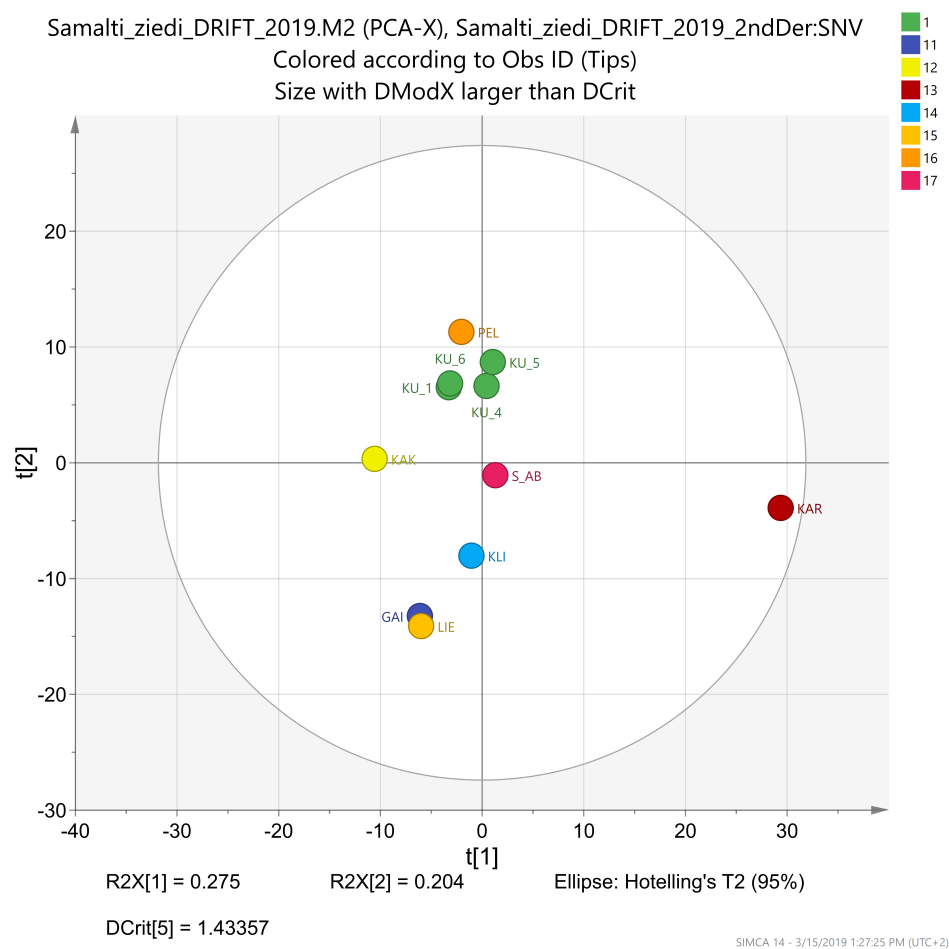 Samalti_ziedi_DRIFT_2019.M2 (PCA-X), Samalti_ziedi_DRIFT_2019_2ndDer:SNV
Colored according to Obs ID (Tips)
Size with DModX larger than DCrit
1
11
12
13
14
15
16
17
20
10
0
-10
-20
-30
t[2]
PEL
KU_6
KU_5
KU_1
KU_4
KAK
S_AB
KAR
KLI
GAI
LIE
-40
-30
-20
-10
0
10
20
30
t[1]
R2X[1] = 0.275
R2X[2] = 0.204
Ellipse: Hotelling's T2 (95%)
DCrit[5] = 1.43357
SIMCA 14 - 3/15/2019 1:27:25 PM (UTC+2)